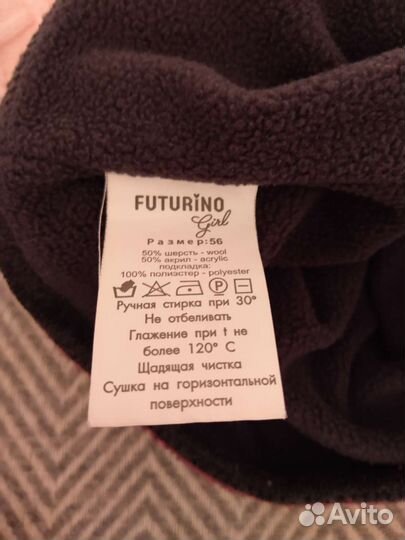 FUTURINO
Girl
Размер:56
50% шерсть - wool
50% акрил - acrylic
подкладка:
100% полиэстер - polyester
Ручная стирка при 30°
Не отбеливать
Глажение при t не
более 120° С
Щадящая чистка
Сушка на горизонтальной
поверхности
Avito